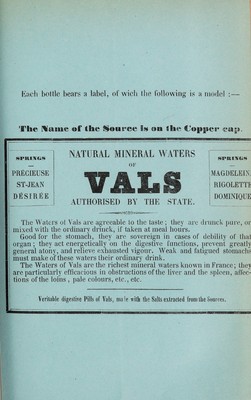 Each bottle bears a label, of wich the following is a model :—
The Name of the Source is on the Copper cap.
SPRINGS
PRÉCIEUSE
ST-JEAN
DÉSIRÉE
NATURAL MINERAL WATERS
OF
VALS
AUTHORISED BY THE STATE.
SPRINGS
MAGDELEIN
RIGOLETTE
DOMINIQUE
The Waters of Vals are agreeable to the taste ; they are drunck pure, or
mixed with the ordinary drinck, if taken at meal hours.
Good for the stomach, they are sovereign in cases of debility of that
organ ; they act energetically on the digestive functions, prevent greatly
general atony, and relieve exhausted vigour. Weak and fatigued stomachs
must make of these waters their ordinary drink.
The Waters of Vals are the richest mineral waters known in France ; they
are particularly efficacious in obstructions of the liver and the spleen, affec-
tions of the loins, pale colours, etc., etc.
Veritable digestive Pills of Vals, made with the Salts extracted from the Sources.